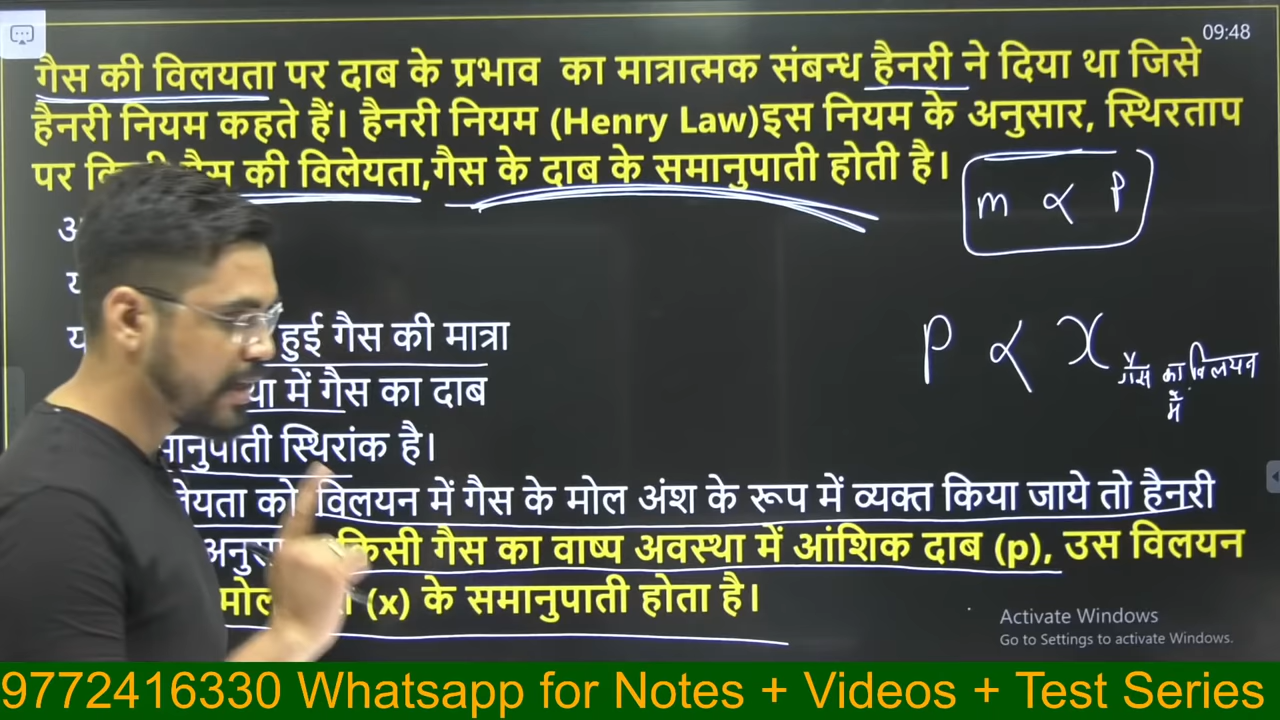 09:48
गैस की विलयता पर दाब के प्रभाव का मात्रात्मक संबन्ध हैनरी ने दिया था जिसे
हैनरी नियम कहते हैं। हैनरी नियम (Henry Law)इस नियम के अनुसार, स्थिरताप
पर गैस की विलेयता,गैस के दाब के समानुपाती होती है।
m ∝ P
P ∝ x गैस का विलयन में
हुई गैस की मात्रा
में गैस का दाब
स्थिरांक है।
को विलयन में गैस के मोल अंश के रूप में व्यक्त किया जाये तो हैनरी
किसी गैस का वाष्प अवस्था में आंशिक दाब (p), उस विलयन
(x) के समानुपाती होता है।
Activate Windows
Go to Settings to activate Windows.
9772416330 Whatsapp for Notes + Videos + Test Series